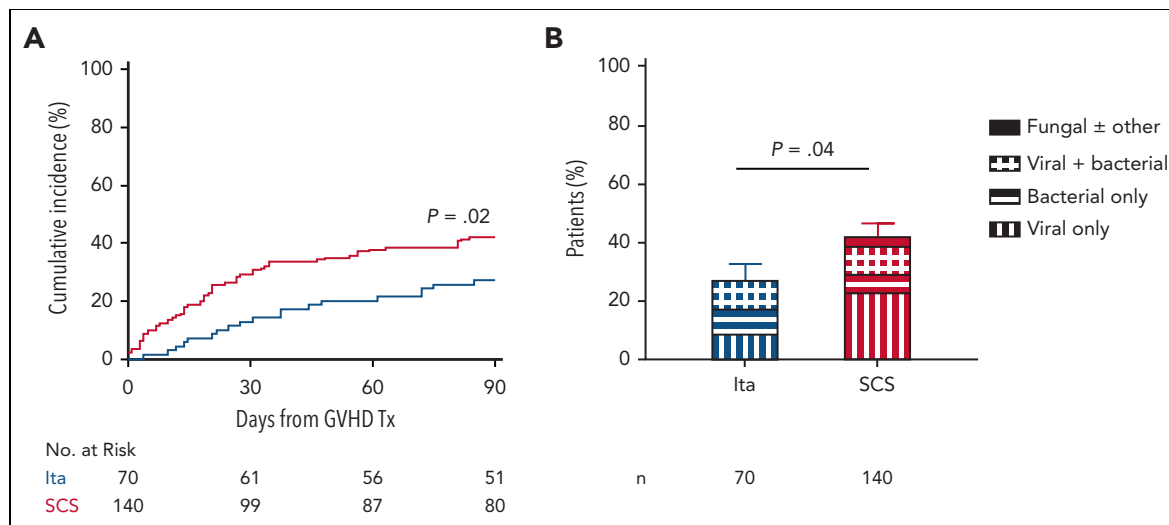 A
Cumulative incidence (%)
100
80
60
40
20
0
P = .02
0 30 60 90
Days from GVHD Tx
No. at Risk
Ita 70 61 56 51
SCS 140 99 87 80
B
Patients (%)
100
80
60
40
20
0
P = .04
Ita SCS
n 70 140
Fungal ± other
Viral + bacterial
Bacterial only
Viral only